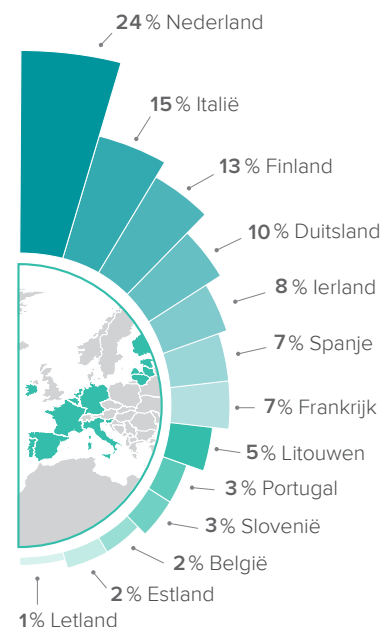 24% Nederland
15% Italië
13% Finland
10% Duitsland
8% Ierland
7% Spanje
7% Frankrijk
5% Litouwen
3% Portugal
3% Slovenië
2% België
2% Estland
1% Letland